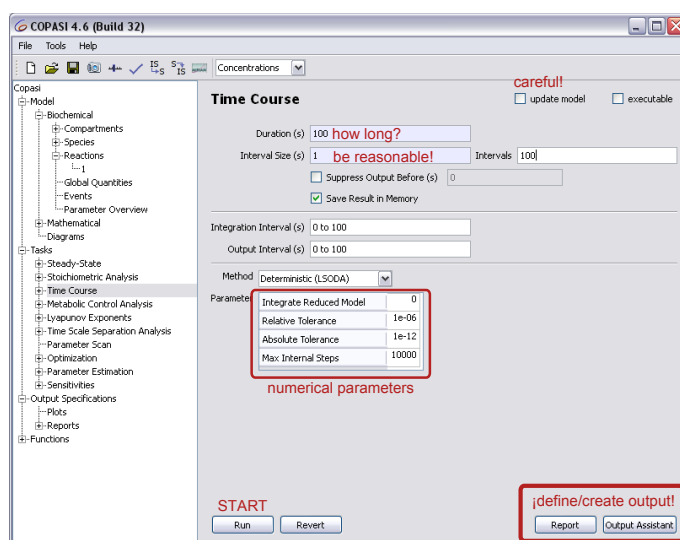 COPASI 4.6 (Build 32)
File Tools Help
Concentrations
Copasi
Model
Biochemical
Compartments
Species
Reactions
1
Global Quantities
Events
Parameter Overview
Mathematical
Diagrams
Tasks
Steady-State
Stoichiometric Analysis
Time Course
Metabolic Control Analysis
Lyapunov Exponents
Time Scale Separation Analysis
Parameter Scan
Optimization
Parameter Estimation
Sensitivities
Output Specifications
Plots
Reports
Functions
careful!
Time Course update model executable
Duration (s) 100 how long?
Interval Size (s) 1 be reasonable! Intervals 100
Suppress Output Before (s) 0
Save Result in Memory
Integration Interval (s) 0 to 100
Output Interval (s) 0 to 100
Method Deterministic (LSODA)
Parameter Integrate Reduced Model 0
Relative Tolerance 1e-06
Absolute Tolerance 1e-12
Max Internal Steps 10000
numerical parameters
START ¡define/create output!
Run Revert Report Output Assistant